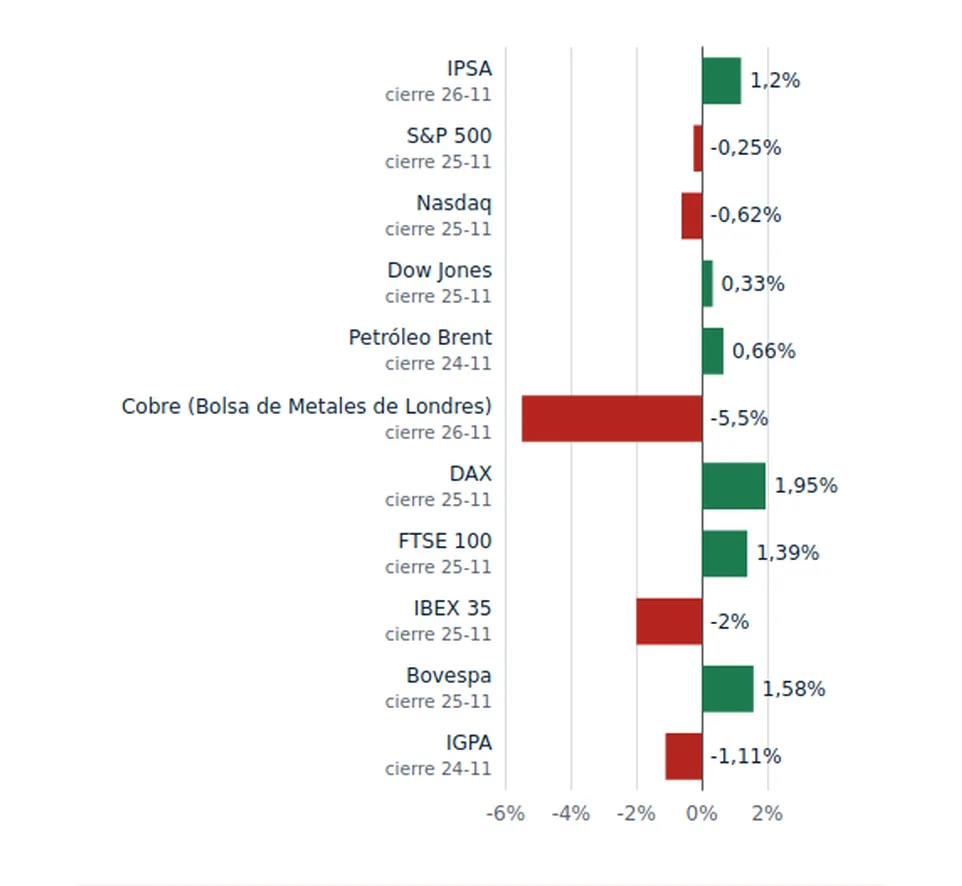 IPSA
cierre 26-11
1,2%
S&P 500
cierre 25-11
-0,25%
Nasdaq
cierre 25-11
-0,62%
Dow Jones
cierre 25-11
0,33%
Petróleo Brent
cierre 24-11
0,66%
Cobre (Bolsa de Metales de Londres)
cierre 26-11
-5,5%
DAX
cierre 25-11
1,95%
FTSE 100
cierre 25-11
1,39%
IBEX 35
cierre 25-11
-2%
Bovespa
cierre 25-11
1,58%
IGPA
cierre 24-11
-1,11%
-6% -4% -2% 0% 2%